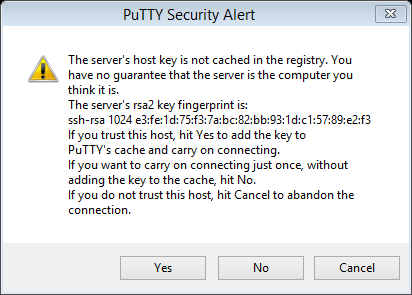 PuTTY Security Alert
The server's host key is not cached in the registry. You
have no guarantee that the server is the computer you
think it is.
The server's rsa2 key fingerprint is:
ssh-rsa 1024 e3:fe:1d:75:f3:7a:bc:82:bb:93:1d:c1:57:89:e2:f3
If you trust this host, hit Yes to add the key to
PuTTY's cache and carry on connecting.
If you want to carry on connecting just once, without
adding the key to the cache, hit No.
If you do not trust this host, hit Cancel to abandon the
connection.
Yes No Cancel